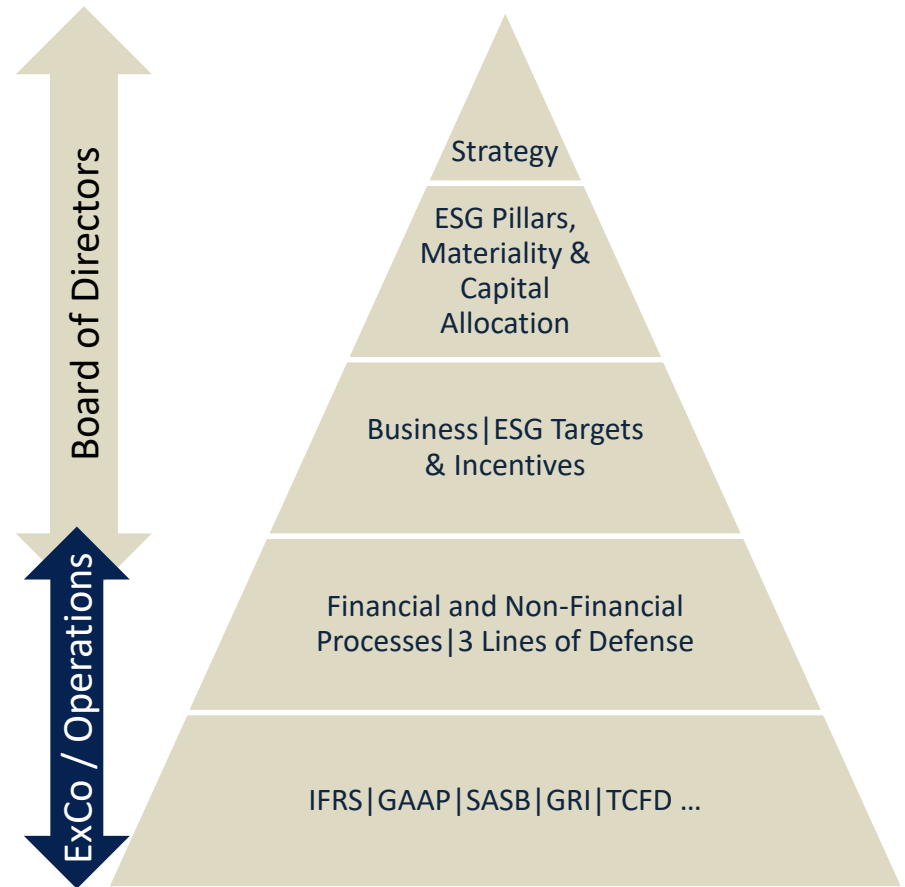 Board of Directors
ExCo / Operations
Strategy
ESG Pillars,
Materiality &
Capital
Allocation
Business|ESG Targets
& Incentives
Financial and Non-Financial
Processes|3 Lines of Defense
IFRS|GAAP|SASB|GRI|TCFD …